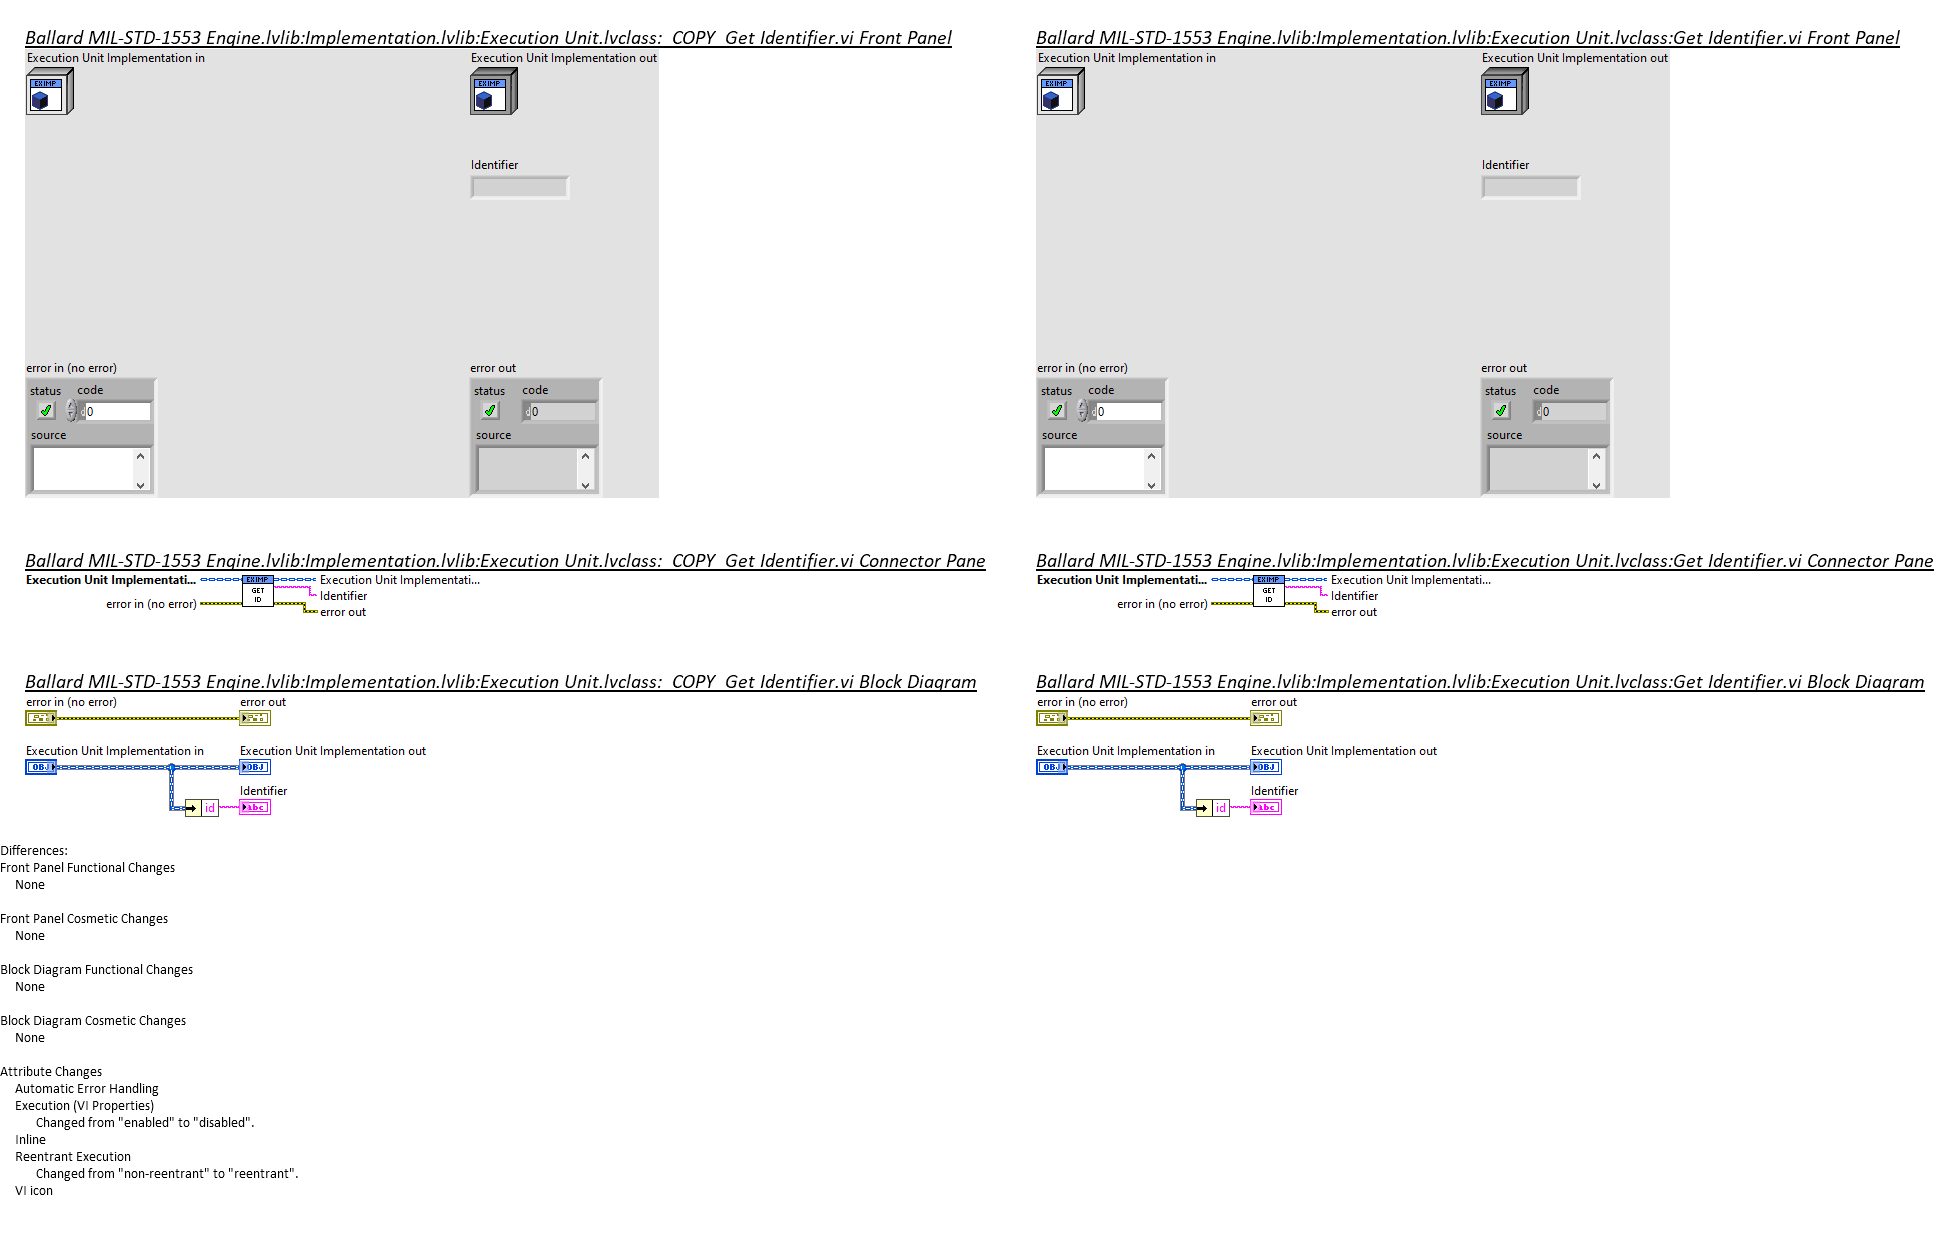 Ballard MIL-STD-1553 Engine.lvlib:Implementation.lvlib:Execution Unit.lvclass:_COPY_Get Identifier.vi Front Panel
Execution Unit Implementation in
Execution Unit Implementation out
EXIMP
EXIMP
Identifier
error in (no error)
error out
status code
d0
source
status code
d0
source
Ballard MIL-STD-1553 Engine.lvlib:Implementation.lvlib:Execution Unit.lvclass:Get Identifier.vi Front Panel
Execution Unit Implementation in
Execution Unit Implementation out
EXIMP
EXIMP
Identifier
error in (no error)
error out
status code
d0
source
status code
d0
source
Ballard MIL-STD-1553 Engine.lvlib:Implementation.lvlib:Execution Unit.lvclass:_COPY_Get Identifier.vi Connector Pane
Execution Unit Implementati...
error in (no error)
EXIMP
GET
ID
Execution Unit Implementati...
Identifier
error out
Ballard MIL-STD-1553 Engine.lvlib:Implementation.lvlib:Execution Unit.lvclass:Get Identifier.vi Connector Pane
Execution Unit Implementati...
error in (no error)
EXIMP
GET
ID
Execution Unit Implementati...
Identifier
error out
Ballard MIL-STD-1553 Engine.lvlib:Implementation.lvlib:Execution Unit.lvclass:_COPY_Get Identifier.vi Block Diagram
error in (no error)
error out
Execution Unit Implementation in
Execution Unit Implementation out
OBJ
OBJ
Identifier
id
abc
Ballard MIL-STD-1553 Engine.lvlib:Implementation.lvlib:Execution Unit.lvclass:Get Identifier.vi Block Diagram
error in (no error)
error out
Execution Unit Implementation in
Execution Unit Implementation out
OBJ
OBJ
Identifier
id
abc
Differences:
Front Panel Functional Changes
None
Front Panel Cosmetic Changes
None
Block Diagram Functional Changes
None
Block Diagram Cosmetic Changes
None
Attribute Changes
Automatic Error Handling
Execution (VI Properties)
Changed from "enabled" to "disabled".
Inline
Reentrant Execution
Changed from "non-reentrant" to "reentrant".
VI icon